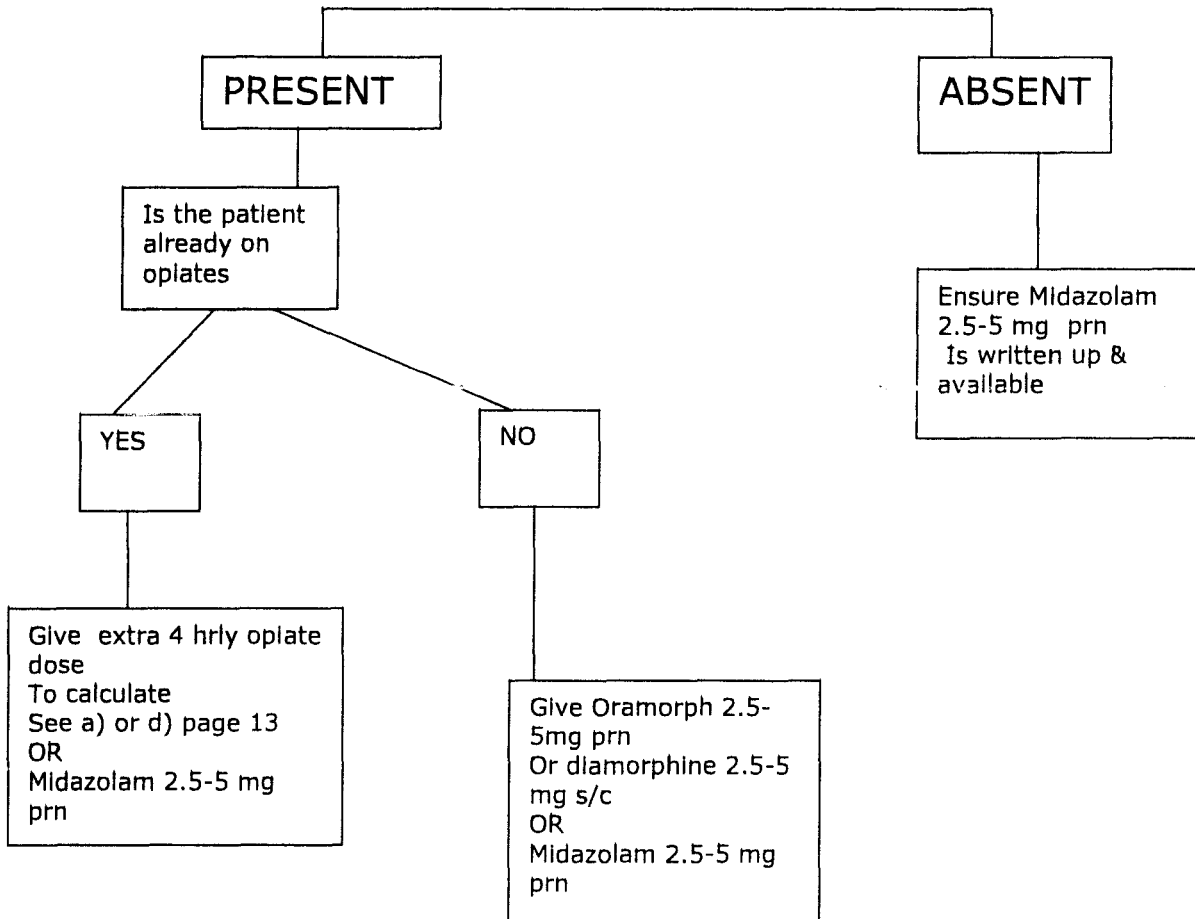 PRESENT
ABSENT
Is the patient
already on
opiates
Ensure Midazolam
2.5-5 mg prn
Is written up &
available
YES
NO
Give extra 4 hrly opiate
dose
To calculate
See a) or d) page 13
OR
Midazolam 2.5-5 mg
prn
Give Oramorph 2.5-
5mg prn
Or diamorphine 2.5-5
mg s/c
OR
Midazolam 2.5-5 mg
prn